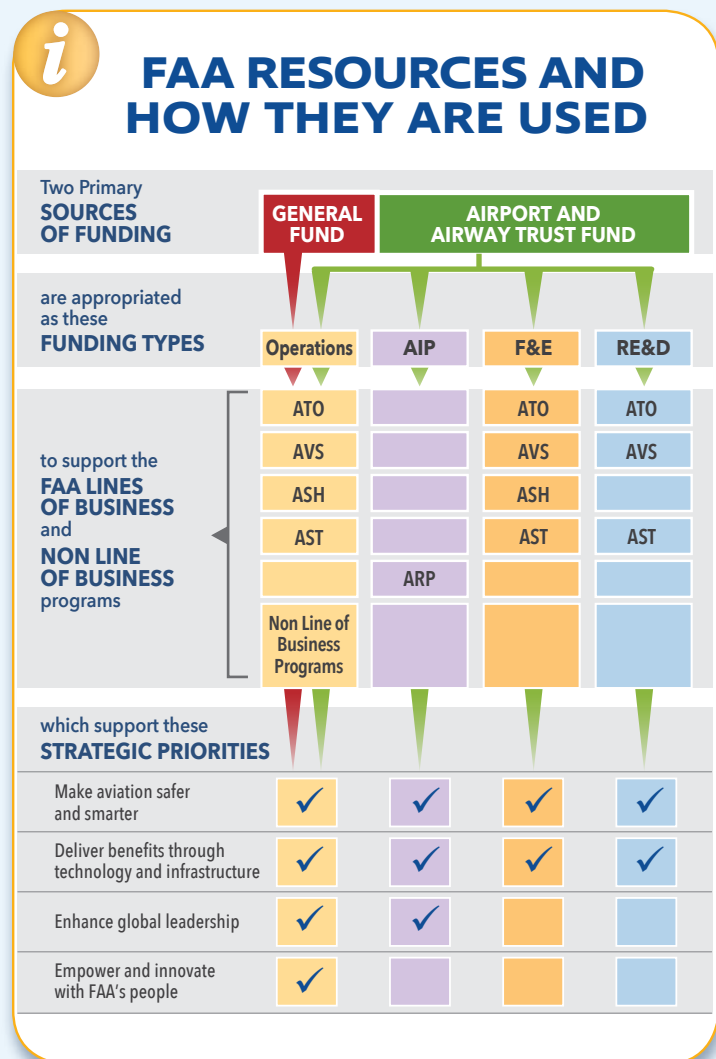 i
FAA RESOURCES AND
HOW THEY ARE USED
Two Primary
SOURCES
OF FUNDING
GENERAL
FUND
AIRPORT AND
AIRWAY TRUST FUND
are appropriated
as these
FUNDING TYPES
Operations
AIP
F&E
RE&D
to support the
FAA LINES
OF BUSINESS
and
NON LINE
OF BUSINESS
programs
ATO
ATO
ATO
AVS
AVS
AVS
ASH
ASH
AST
AST
AST
ARP
Non Line of
Business
Programs
which support these
STRATEGIC PRIORITIES
Make aviation safer
and smarter
Deliver benefits through
technology and infrastructure
Enhance global leadership
Empower and innovate
with FAA's people